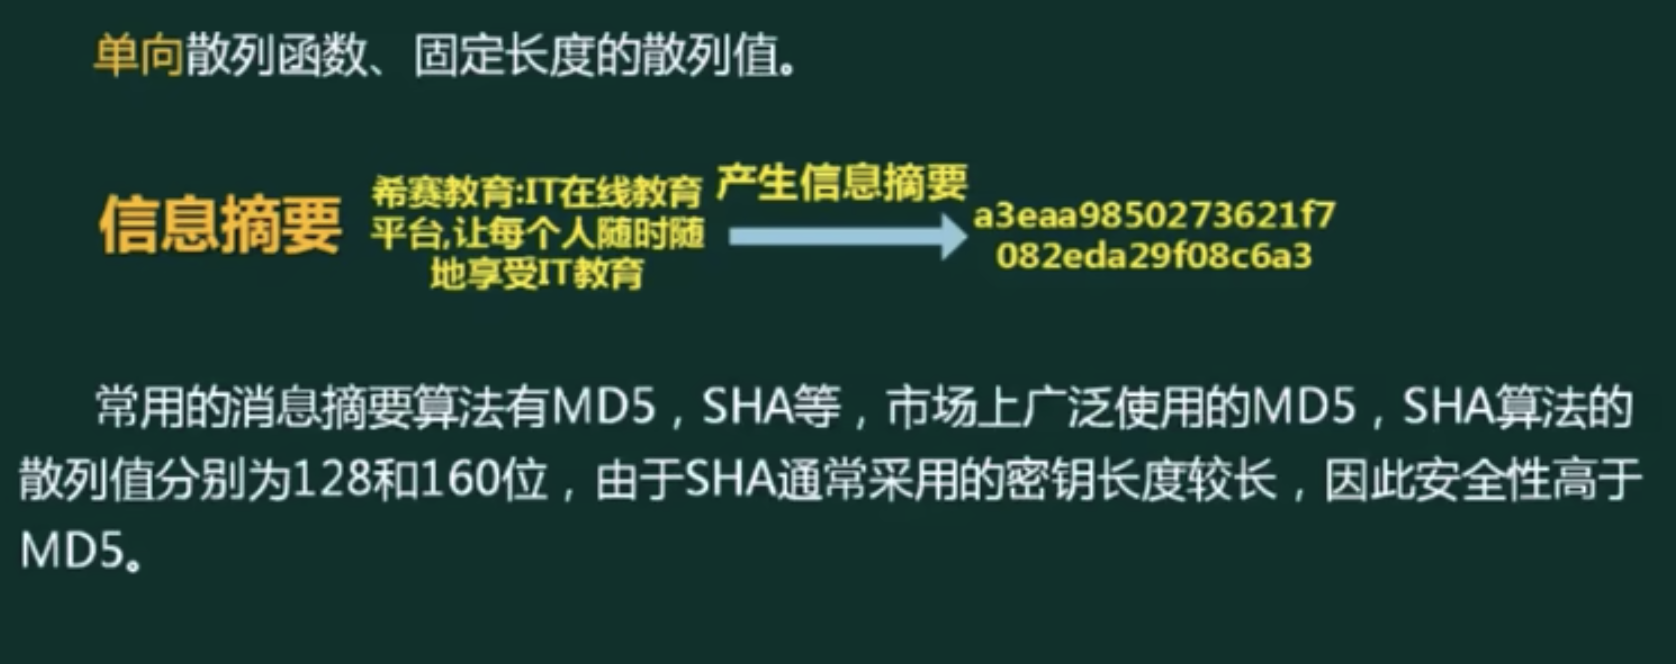 单向散列函数、固定长度的散列值。
信息摘要
希赛教育:IT在线教育
平台,让每个人随时随
地享受IT教育
产生信息摘要
a3eaa9850273621f7
082eda29f08c6a3
常用的消息摘要算法有MD5，SHA等，市场上广泛使用的MD5，SHA算法的
散列值分别为128和160位，由于SHA通常采用的密钥长度较长，因此安全性高于
MD5。